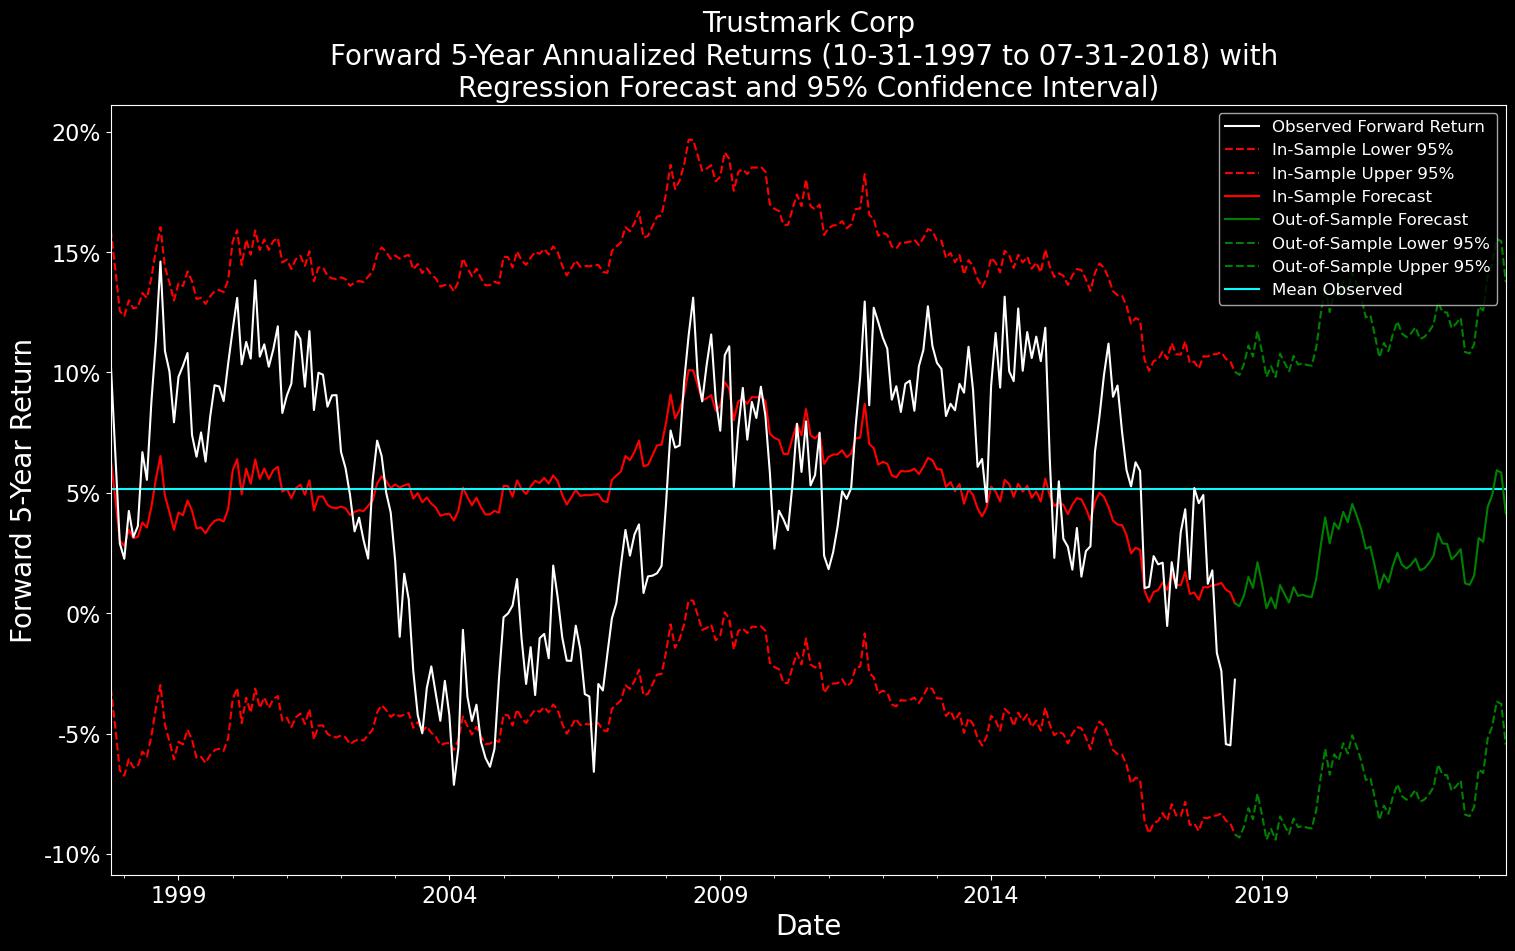 Trustmark Corp
Forward 5-Year Annualized Returns (10-31-1997 to 07-31-2018) with
Regression Forecast and 95% Confidence Interval)
Observed Forward Return
In-Sample Lower 95%
In-Sample Upper 95%
In-Sample Forecast
Out-of-Sample Forecast
Out-of-Sample Lower 95%
Out-of-Sample Upper 95%
Mean Observed
Forward 5-Year Return
20%
15%
10%
5%
0%
-5%
-10%
1999
2004
2009
2014
2019
Date